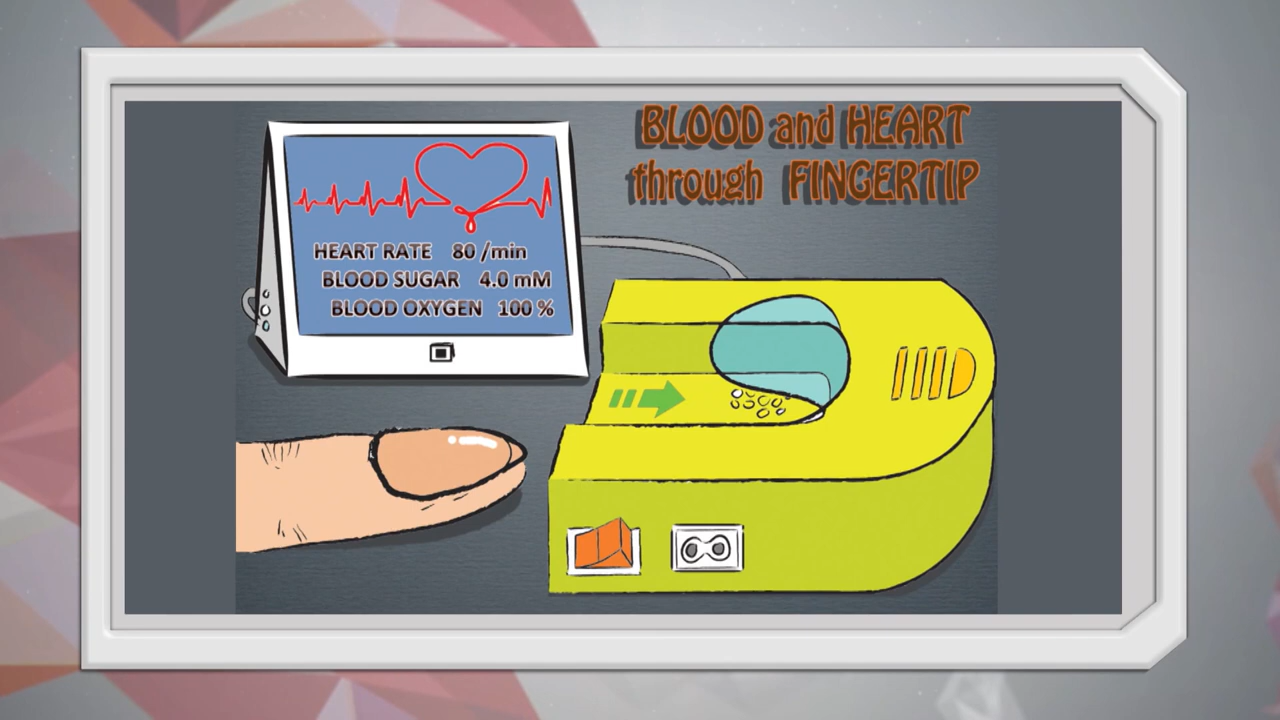 BLOOD and HEART
through FINGERTIP
HEART RATE 80 /min
BLOOD SUGAR 4.0 mM
BLOOD OXYGEN 100 %